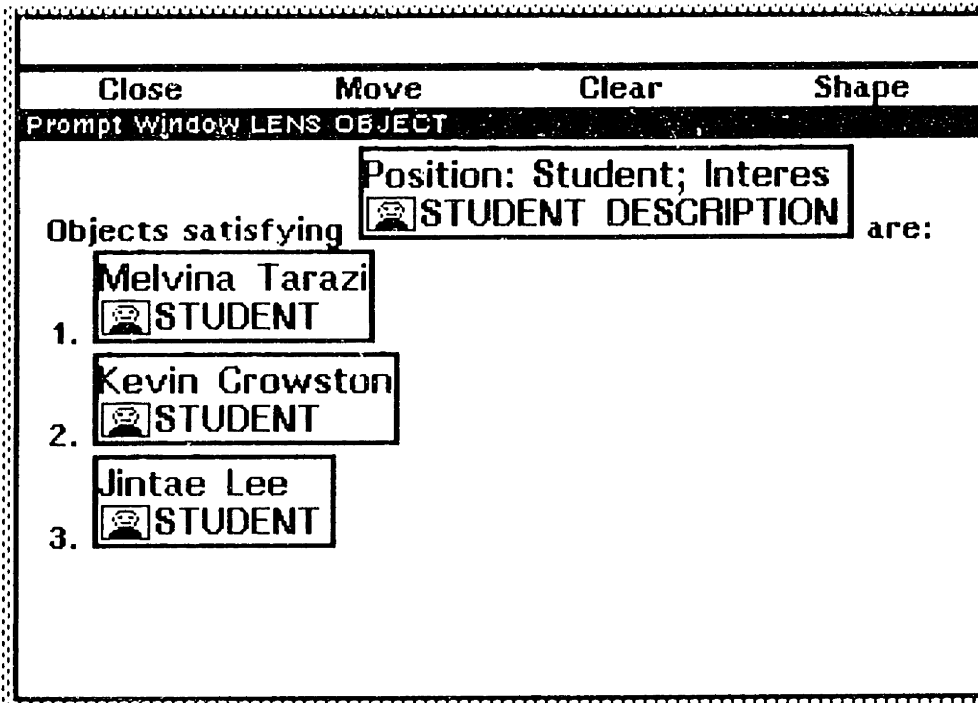 Close Move Clear Shape
Prompt Window LENS OBJECT
Position: Student; Interes
STUDENT DESCRIPTION
Objects satisfying are:
Melvina Tarazi
STUDENT
1.
Kevin Crowston
STUDENT
2.
Jintae Lee
STUDENT
3.